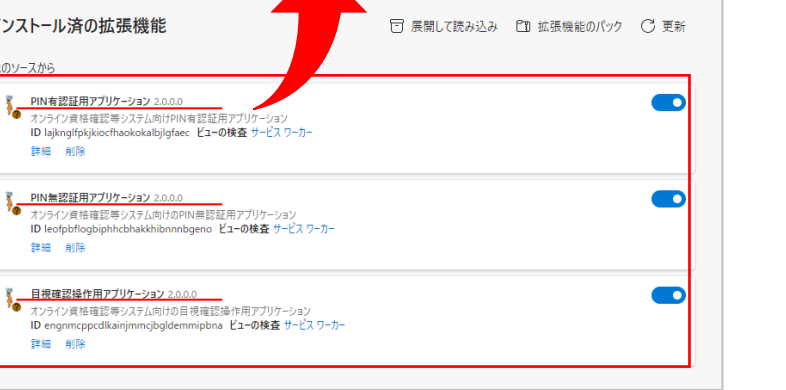 ンストール済の拡張機能
展開して読み込み 拡張機能のパック 更新
のソースから
PIN有認証用アプリケーション 2.0.0.0
オンライン資格確認等システム向けPIN有認証用アプリケーション
ID lajknglfpkjkiocfhaokokalbjlgfaec ビューの検査 サービス ワーカー
詳細 削除
PIN無認証用アプリケーション 2.0.0.0
オンライン資格確認等システム向けのPIN無認証用アプリケーション
ID leofpbflogbiphhcbhakkhibnnnbgeno ビューの検査 サービス ワーカー
詳細 削除
目視確認操作用アプリケーション 2.0.0.0
オンライン資格確認等システム向けの目視確認操作用アプリケーション
ID engnmcppcdlkainjmmcjbgldemmipbna ビューの検査 サービス ワーカー
詳細 削除